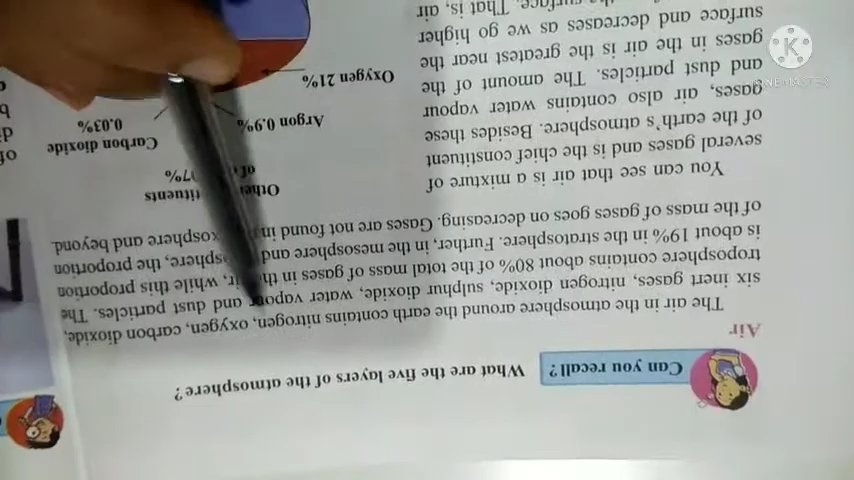 Can you recall? What are the five layers of the atmosphere?
Air
The air in the atmosphere around the earth contains nitrogen, oxygen, carbon dioxide,
six inert gases, nitrogen dioxide, sulphur dioxide, water vapour and dust particles. The
troposphere contains about 80% of the total mass of gases in the air, while this proportion
is about 19% in the stratosphere. Further, in the mesosphere and the proportion
of the mass of gases goes on decreasing. Gases are not found in and beyond.
You can see that air is a mixture of
several gases and is the chief constituent
of the earth's atmosphere. Besides these
gases, air also contains water vapour
and dust particles. The amount of the
gases in the air is the greatest near the
surface and decreases as we go higher
surface. That is, air
Argon 0.9%
Carbon dioxide
0.03%
Oxygen 21%
KINEMASTER